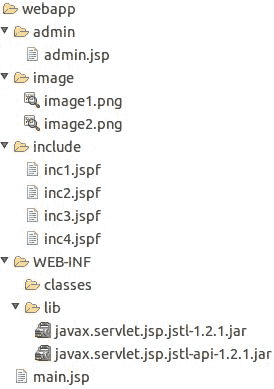 webapp
admin
admin.jsp
image
image1.png
image2.png
include
inc1.jspf
inc2.jspf
inc3.jspf
inc4.jspf
WEB-INF
classes
lib
javax.servlet.jsp.jstl-1.2.1.jar
javax.servlet.jsp.jstl-api-1.2.1.jar
main.jsp